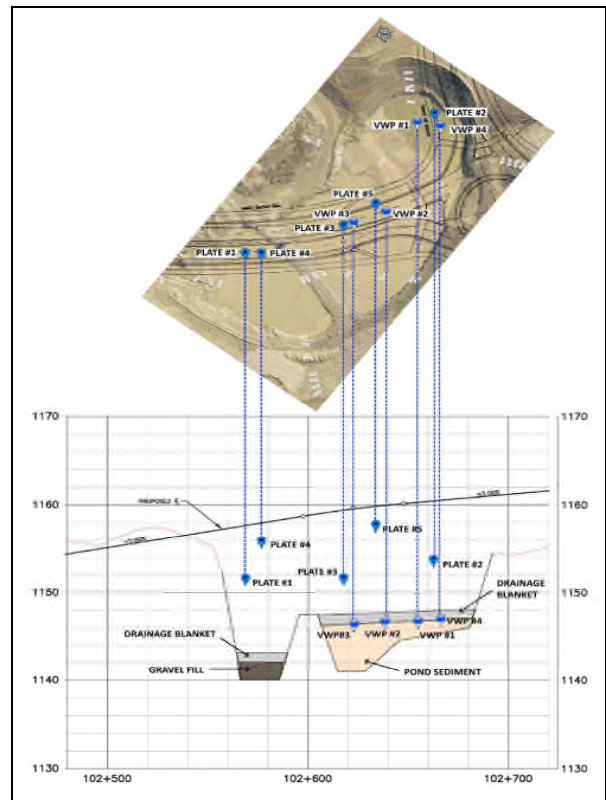 PLATE #2
VWP #1
VWP #4
PLATE #5
VWP #3
VWP #2
PLATE #3
PLATE #1
PLATE #4
1170
1170
1160
1160
PROPOSED
PLATE #5
PLATE #4
PLATE #3
PLATE #2
PLATE #1
1150
1150
DRAINAGE
BLANKET
VWP#3
VWP #2
VWP #1
VWP #4
DRAINAGE BLANKET
GRAVEL FILL
POND SEDIMENT
1140
1140
1130
1130
102+500
102+600
102+700